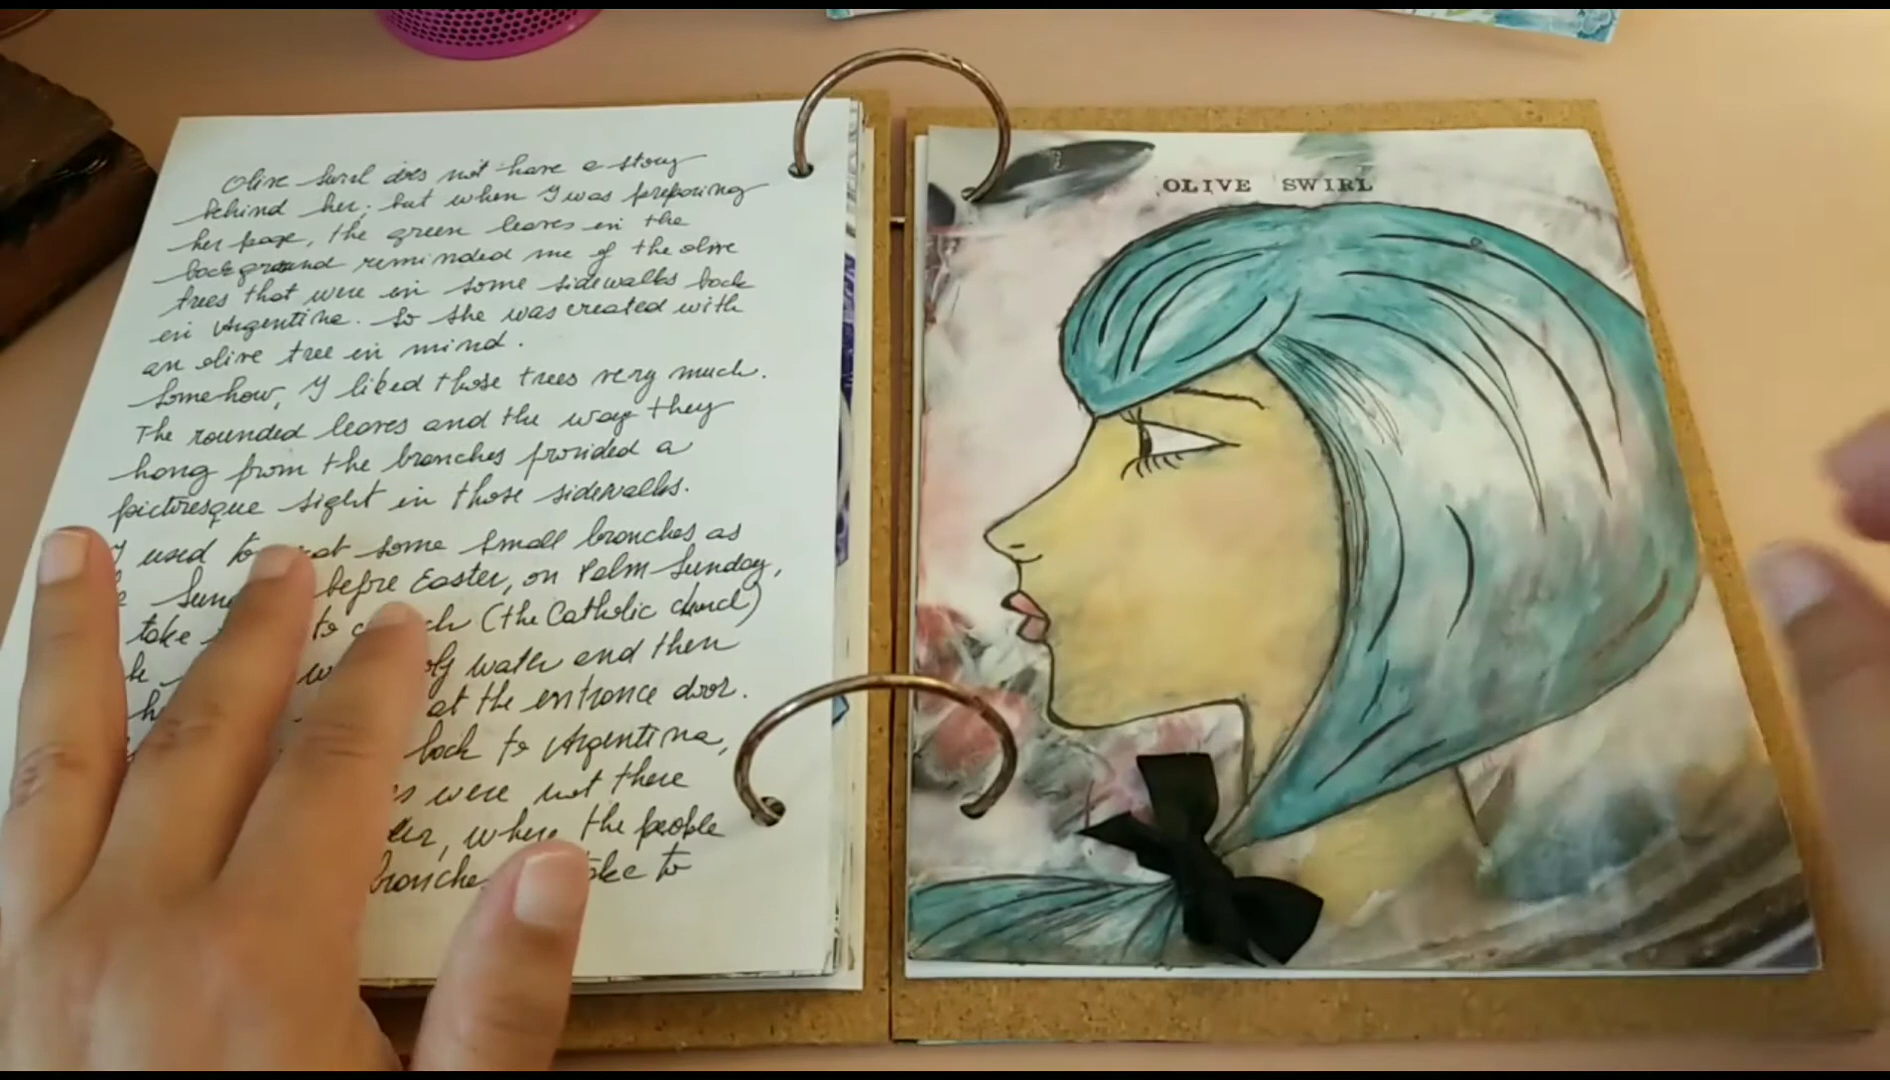 Olive Swirl does not have a story
behind her, but when I was preparing
her page, the green leaves in the
background reminded me of the olive
trees that were in some sidewalks back
in Argentina. So she was created with
an olive tree in mind.
Somehow, I liked those trees very much.
The rounded leaves and the way they
hang from the branches provided a
picturesque sight in those sidewalks.
I used to some small branches as
before Easter, on Palm Sunday,
take to (the Catholic church)
water and then
at the entrance door.
back to Argentina,
were not there
where the people
to
OLIVE SWIRL